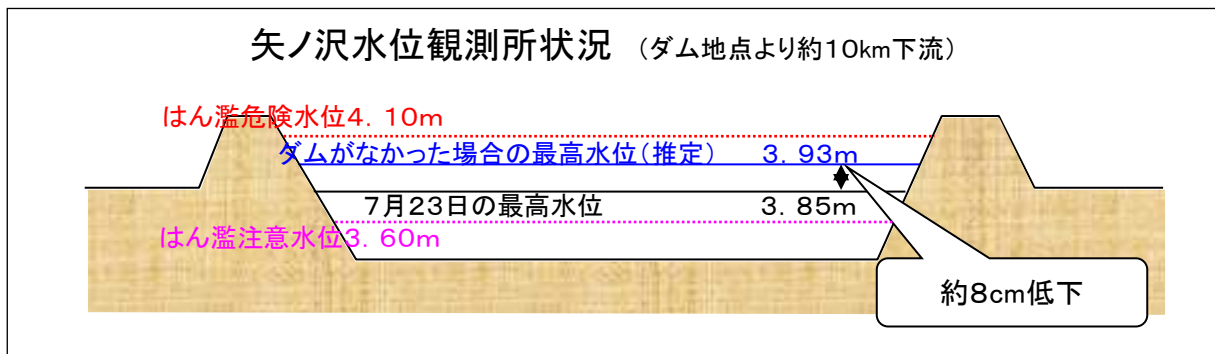 矢ノ沢水位観測所状況 (ダム地点より約10km下流)
はん濫危険水位4.10m
ダムがなかった場合の最高水位(推定) 3.93m
7月23日の最高水位 3.85m
はん濫注意水位3.60m
約8cm低下